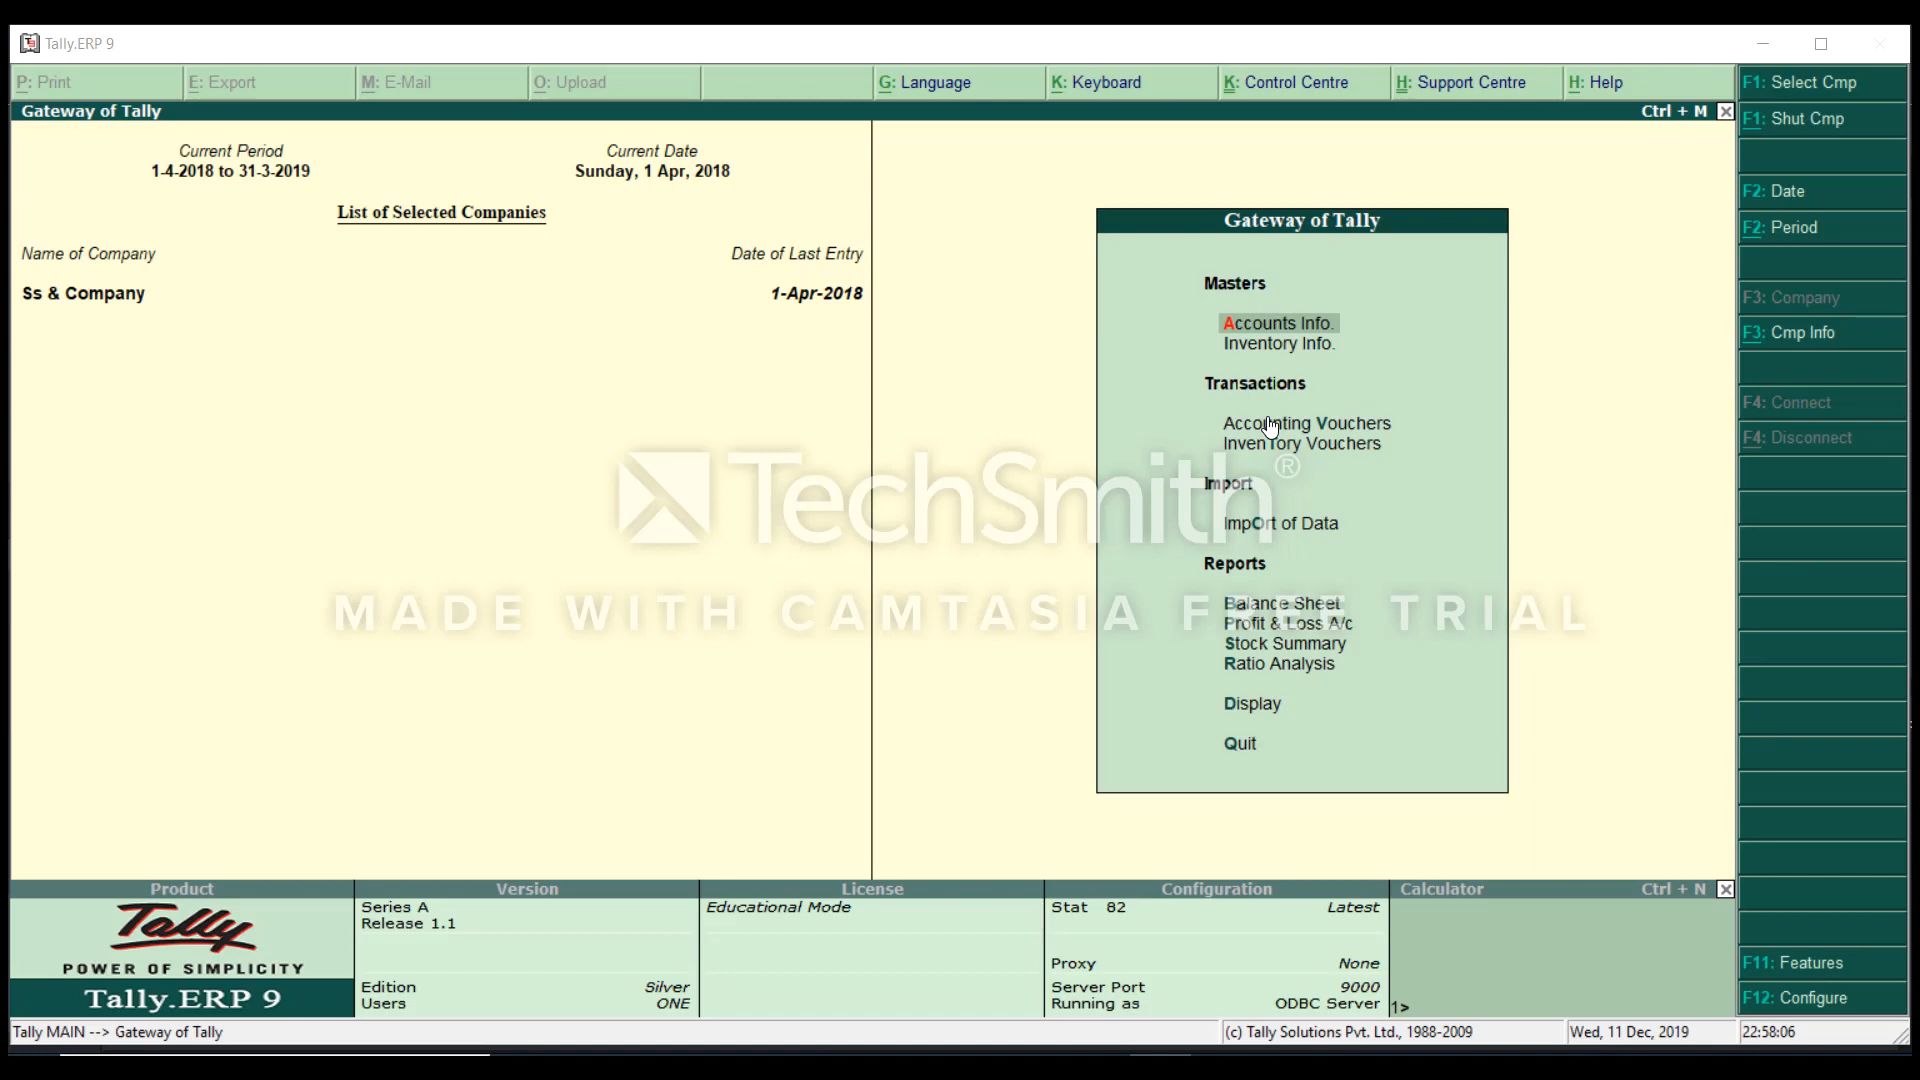 Tally.ERP 9
P: Print
E: Export
M: E-Mail
O: Upload
G: Language
K: Keyboard
K: Control Centre
H: Support Centre
H: Help
Gateway of Tally
Ctrl + M
Current Period
1-4-2018 to 31-3-2019
Current Date
Sunday, 1 Apr, 2018
List of Selected Companies
Name of Company
Date of Last Entry
Ss & Company
1-Apr-2018
Gateway of Tally
Masters
Accounts Info.
Inventory Info.
Transactions
Accounting Vouchers
InvenTory Vouchers
Import
ImpOrt of Data
Reports
Balance Sheet
Profit & Loss A/c
Stock Summary
Ratio Analysis
Display
Quit
TechSmith®
MADE WITH CAMTASIA FREE TRIAL
F1: Select Cmp
F1: Shut Cmp
F2: Date
F2: Period
F3: Company
F3: Cmp Info
F4: Connect
F4: Disconnect
F11: Features
F12: Configure
Product
Tally
POWER OF SIMPLICITY
Tally.ERP 9
Version
Series A
Release 1.1
Edition Silver
Users ONE
License
Educational Mode
Configuration
Stat 82 Latest
Proxy None
Server Port 9000
Running as ODBC Server
Calculator
Ctrl + N
1>
Tally MAIN --> Gateway of Tally
(c) Tally Solutions Pvt. Ltd., 1988-2009
Wed, 11 Dec, 2019
22:58:06